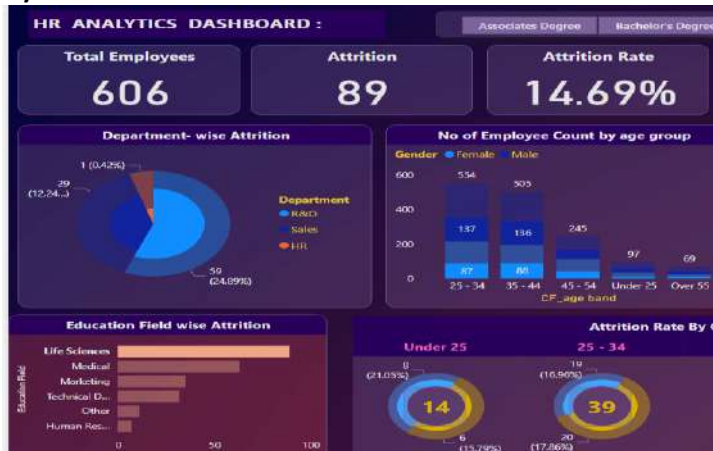 HR ANALYTICS DASHBOARD :
Associates Degree
Bachelor's Degree
Total Employees
606
Attrition
89
Attrition Rate
14.69%
Department- wise Attrition
1 (0.42%)
29
(12.24...)
59
(24.89%)
Department
R&D
Sales
HR
No of Employee Count by age group
Gender Female Male
600
400
200
0
554
505
245
97
69
137
136
87
88
25 - 34
35 - 44
45 - 54
Under 25
Over 55
CF_age band
Education Field wise Attrition
Education Field
Life Sciences
Medical
Marketing
Technical D...
Other
Human Res...
0
50
100
Attrition Rate By
Under 25
25 - 34
8
(21.05%)
14
6
(15.79%)
19
(16.96%)
39
20
(17.86%)